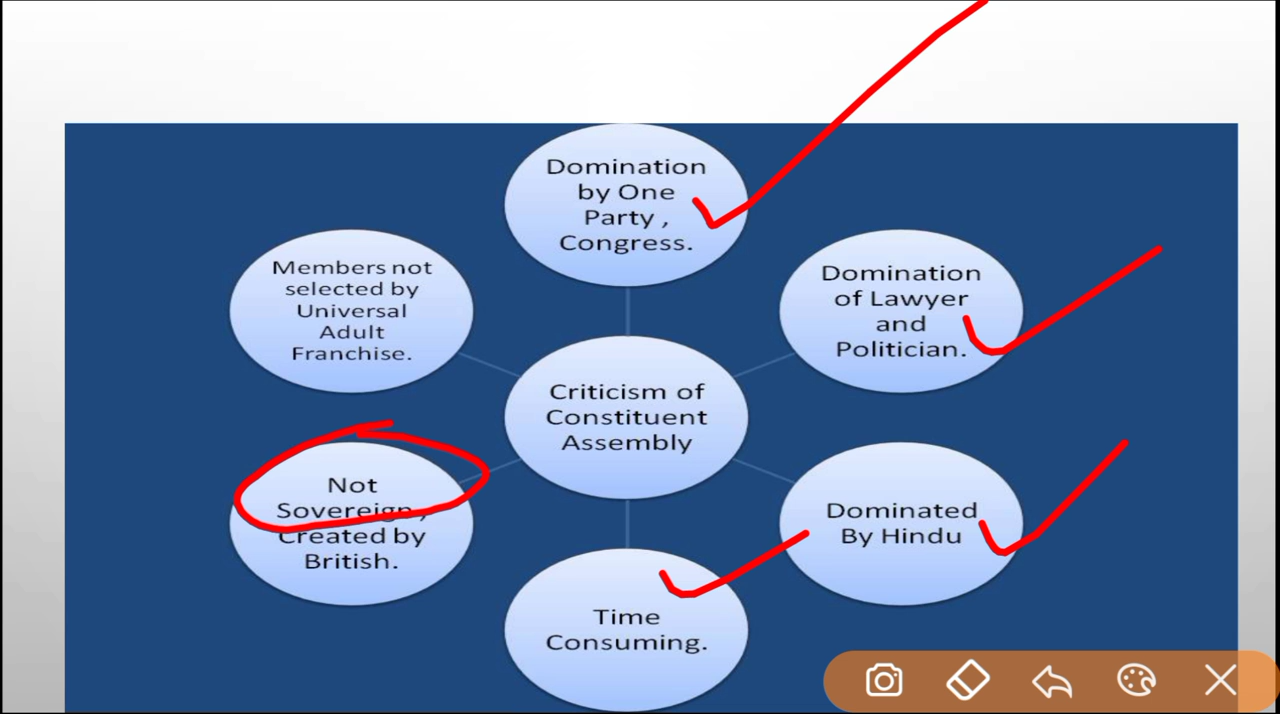 Domination
by One
Party ,
Congress.
Members not
selected by
Universal
Adult
Franchise.
Domination
of Lawyer
and
Politician.
Criticism of
Constituent
Assembly
Not
Sovereign ,
Created by
British.
Dominated
By Hindu
Time
Consuming.